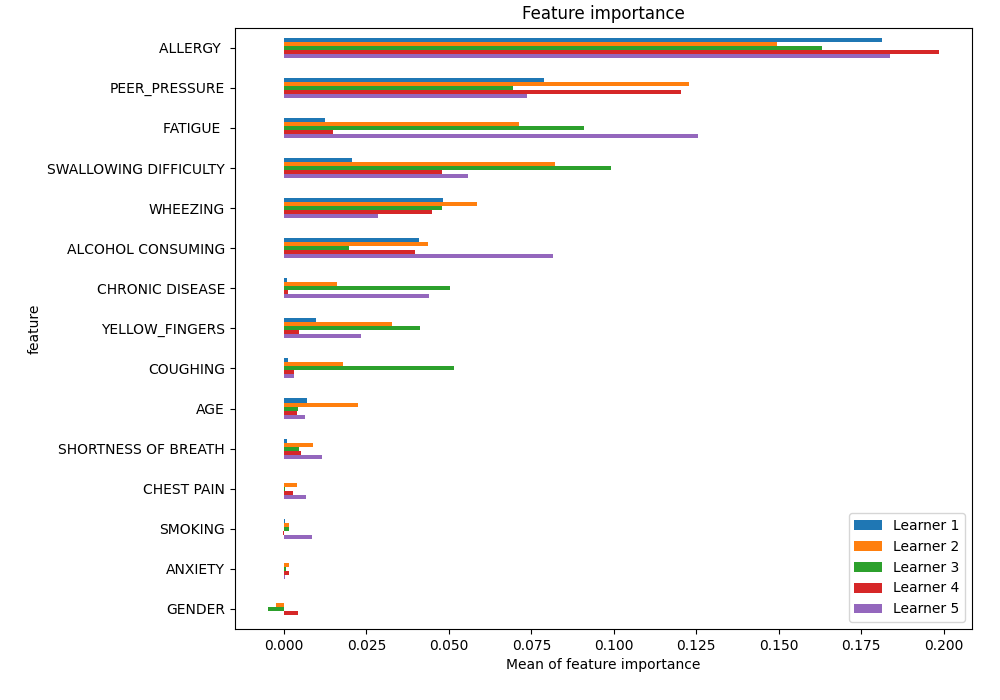 Feature importance
ALLERGY
PEER_PRESSURE
FATIGUE
SWALLOWING DIFFICULTY
WHEEZING
ALCOHOL CONSUMING
CHRONIC DISEASE
YELLOW_FINGERS
COUGHING
AGE
SHORTNESS OF BREATH
CHEST PAIN
SMOKING
ANXIETY
GENDER
feature
Learner 1
Learner 2
Learner 3
Learner 4
Learner 5
0.000 0.025 0.050 0.075 0.100 0.125 0.150 0.175 0.200
Mean of feature importance